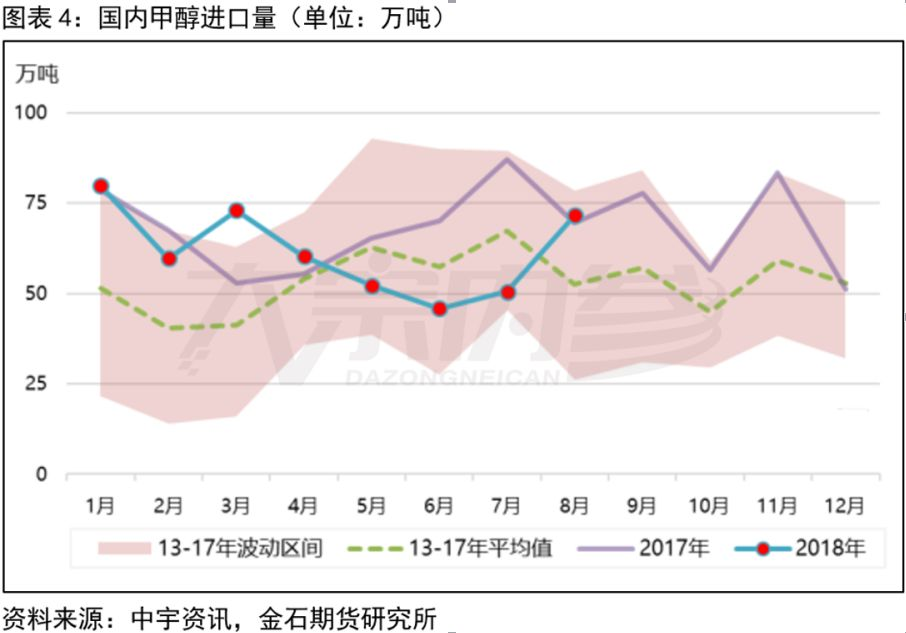 图表 4：国内甲醇进口量（单位：万吨）
万吨
100
75
50
25
0
1月 2月 3月 4月 5月 6月 7月 8月 9月 10月 11月 12月
大宗内参
DAZONGNEICAN
13-17年波动区间 13-17年平均值 2017年 2018年
资料来源：中宇资讯，金石期货研究所